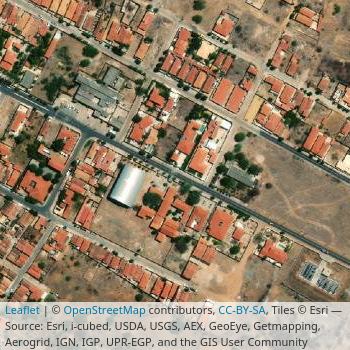 Leaflet | © OpenStreetMap contributors, CC-BY-SA, Tiles © Esri —
Source: Esri, i-cubed, USDA, USGS, AEX, GeoEye, Getmapping,
Aerogrid, IGN, IGP, UPR-EGP, and the GIS User Community